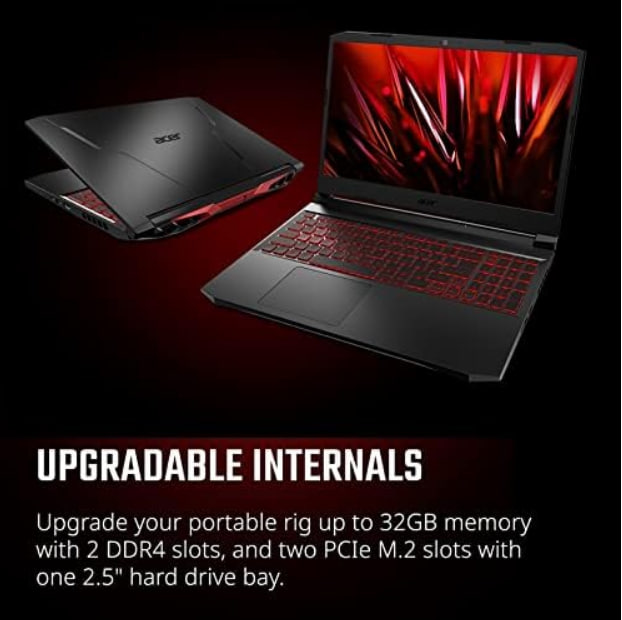 acer
acer
UPGRADABLE INTERNALS
Upgrade your portable rig up to 32GB memory
with 2 DDR4 slots, and two PCIe M.2 slots with
one 2.5" hard drive bay.